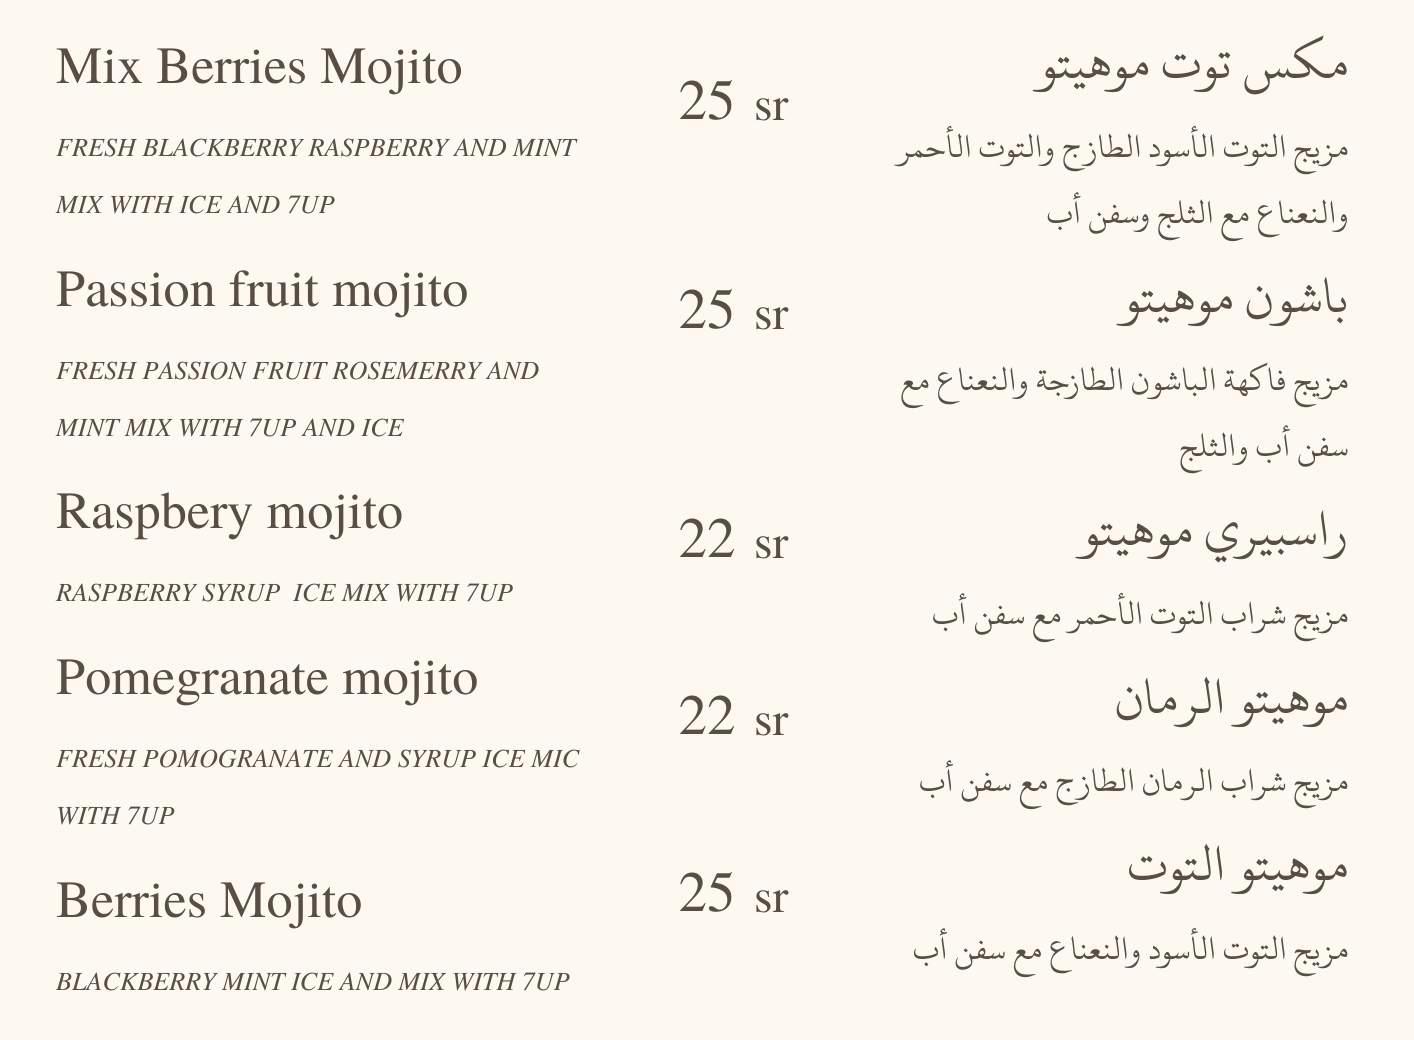 Mix Berries Mojito
25 sr
مكس توت موهيتو
FRESH BLACKBERRY RASPBERRY AND MINT
MIX WITH ICE AND 7UP
مزيج التوت الأسود الطازج والتوت الأحمر
والنعناع مع الثلج وسفن أب
Passion fruit mojito
25 sr
باشون موهيتو
FRESH PASSION FRUIT ROSEMERRY AND
MINT MIX WITH 7UP AND ICE
مزيج فاكهة الباشون الطازجة والنعناع مع
سفن أب والثلج
Raspbery mojito
22 sr
راسبيري موهيتو
RASPBERRY SYRUP  ICE MIX WITH 7UP
مزيج شراب التوت الأحمر مع سفن أب
Pomegranate mojito
22 sr
موهيتو الرمان
FRESH POMOGRANATE AND SYRUP ICE MIC
WITH 7UP
مزيج شراب الرمان الطازج مع سفن أب
Berries Mojito
25 sr
موهيتو التوت
BLACKBERRY MINT ICE AND MIX WITH 7UP
مزيج التوت الأسود والنعناع مع سفن أب